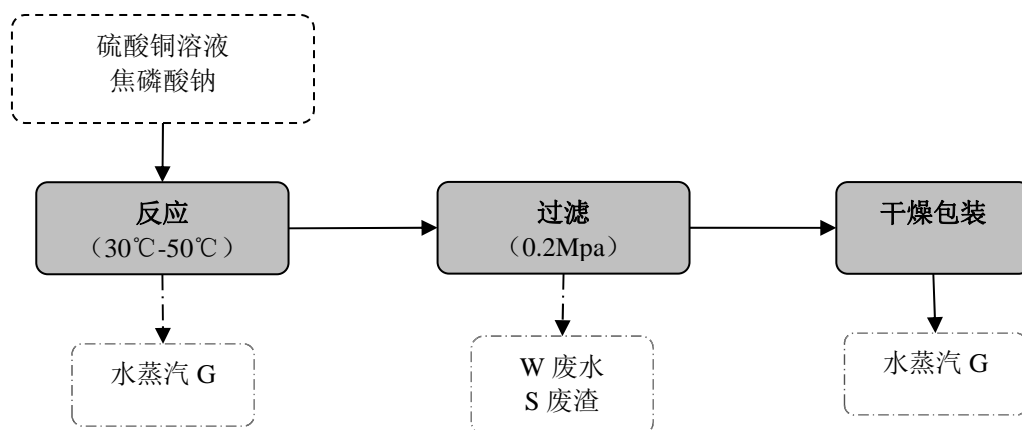 硫酸铜溶液
焦磷酸钠
反应
（30℃-50℃）
过滤
（0.2Mpa）
干燥包装
水蒸汽 G
W 废水
S 废渣
水蒸汽 G